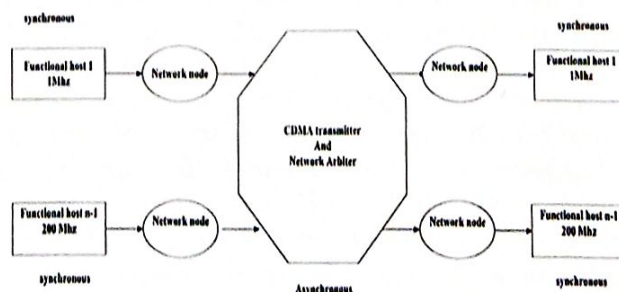 synchronous
synchronous
Functional host 1
1Mhz
Network node
Network node
Functional host 1
1Mhz
CDMA transmitter
And
Network Arbiter
Functional host n-1
200 Mhz
Network node
Network node
Functional host n-1
200 Mhz
synchronous
Asynchronous
synchronous